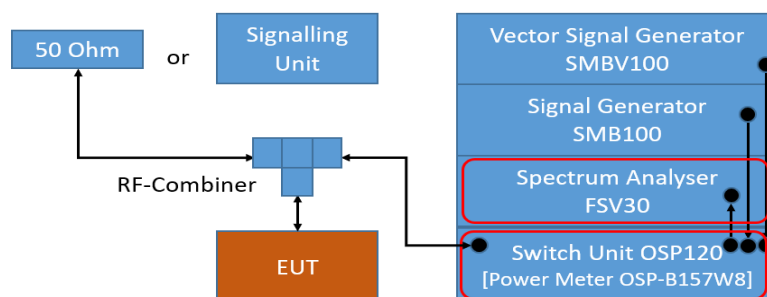 50 Ohm
or
Signalling
Unit
Vector Signal Generator
SMBV100
Signal Generator
SMB100
RF-Combiner
Spectrum Analyser
FSV30
EUT
Switch Unit OSP120
[Power Meter OSP-B157W8]